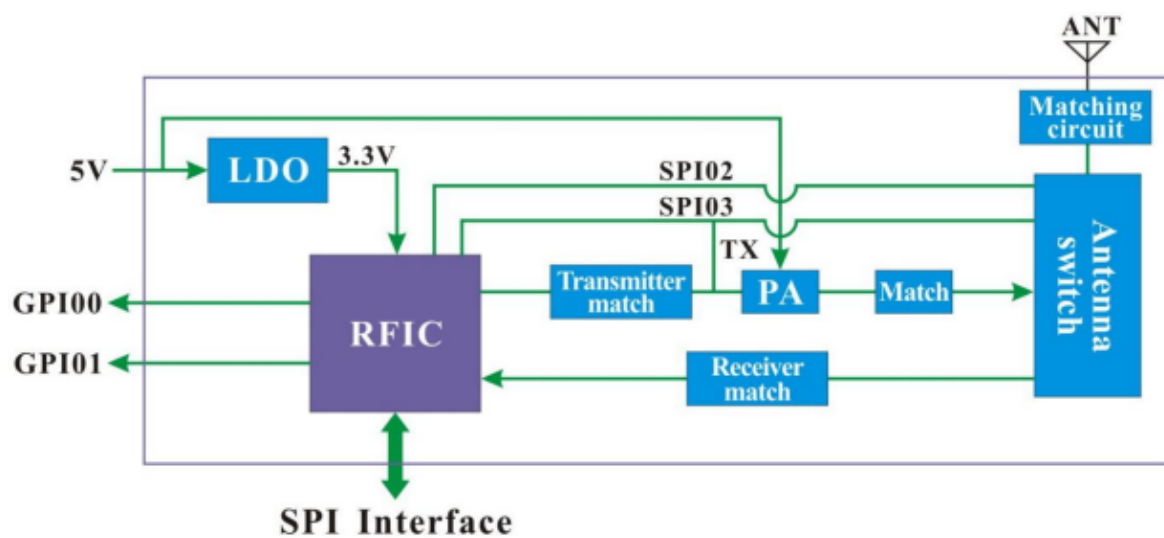 ANT
Matching
circuit
5V
LDO
3.3V
SPI02
SPI03
TX
Antenna
switch
GPI00
GPI01
RFIC
Transmitter
match
PA
Match
Receiver
match
SPI Interface